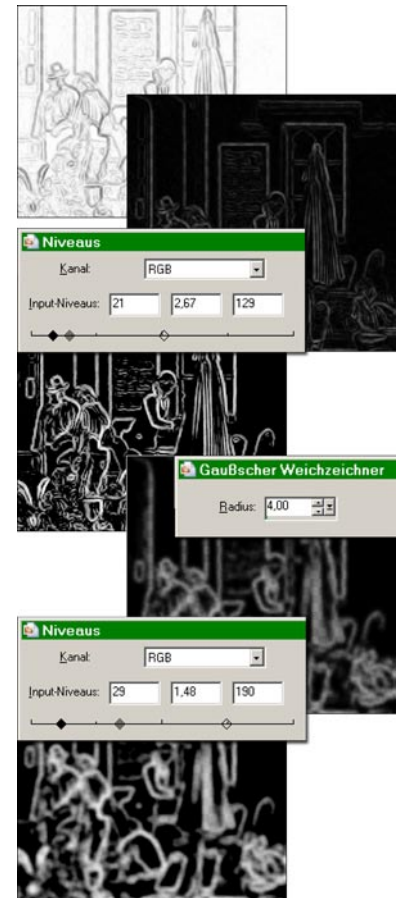 Niveaus
Kanal: RGB
Input-Niveaus: 21 2,67 129
Gaußscher Weichzeichner
Radius: 4,00
Niveaus
Kanal: RGB
Input-Niveaus: 29 1,48 190